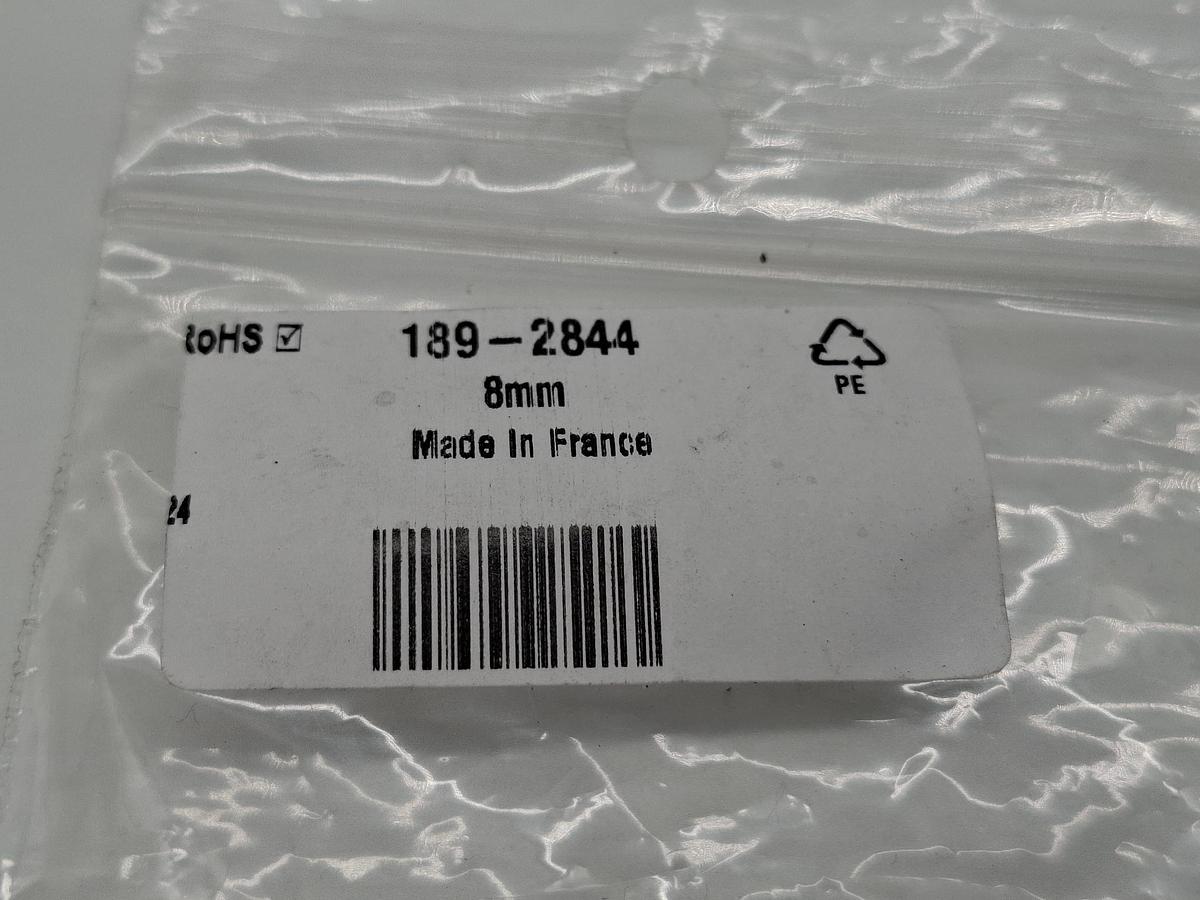 RoHS ☑
189-2844
PE
8mm
Made In France
24